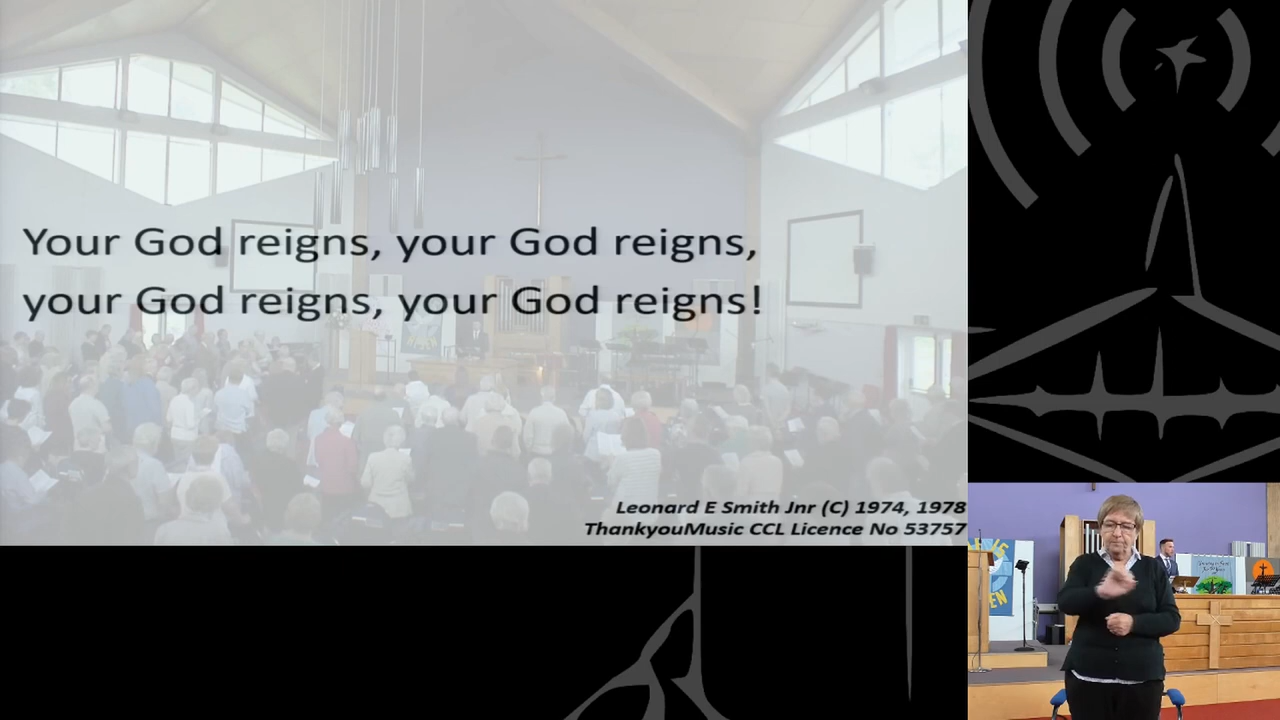 Your God reigns, your God reigns,
your God reigns, your God reigns!
Leonard E Smith Jnr (C) 1974, 1978
ThankyouMusic CCL Licence No 53757